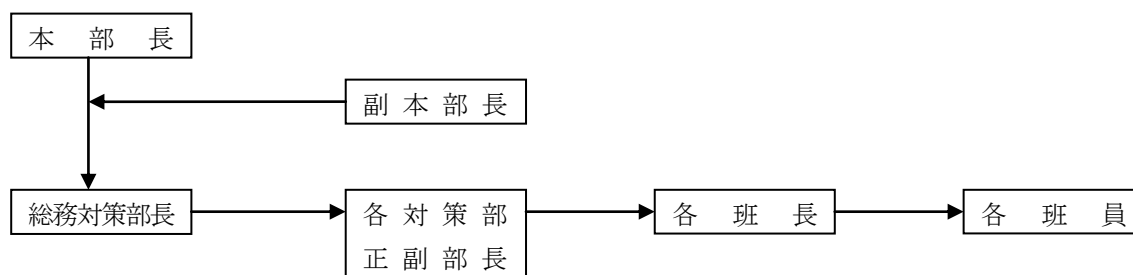 本部長
副本部長
総務対策部長
各対策部
正副部長
各班長
各班員